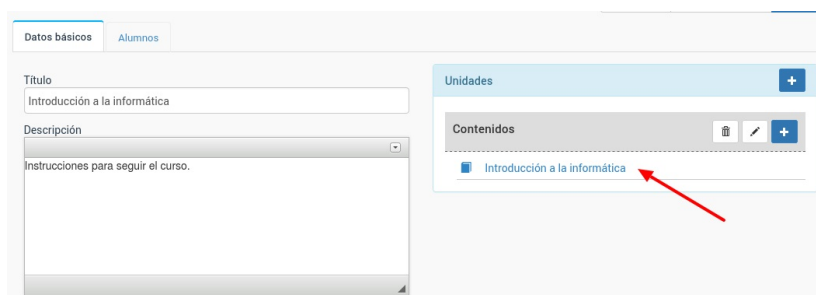 Datos básicos
Alumnos
Título
Introducción a la informática
Descripción
Instrucciones para seguir el curso.
Unidades
Contenidos
Introducción a la informática